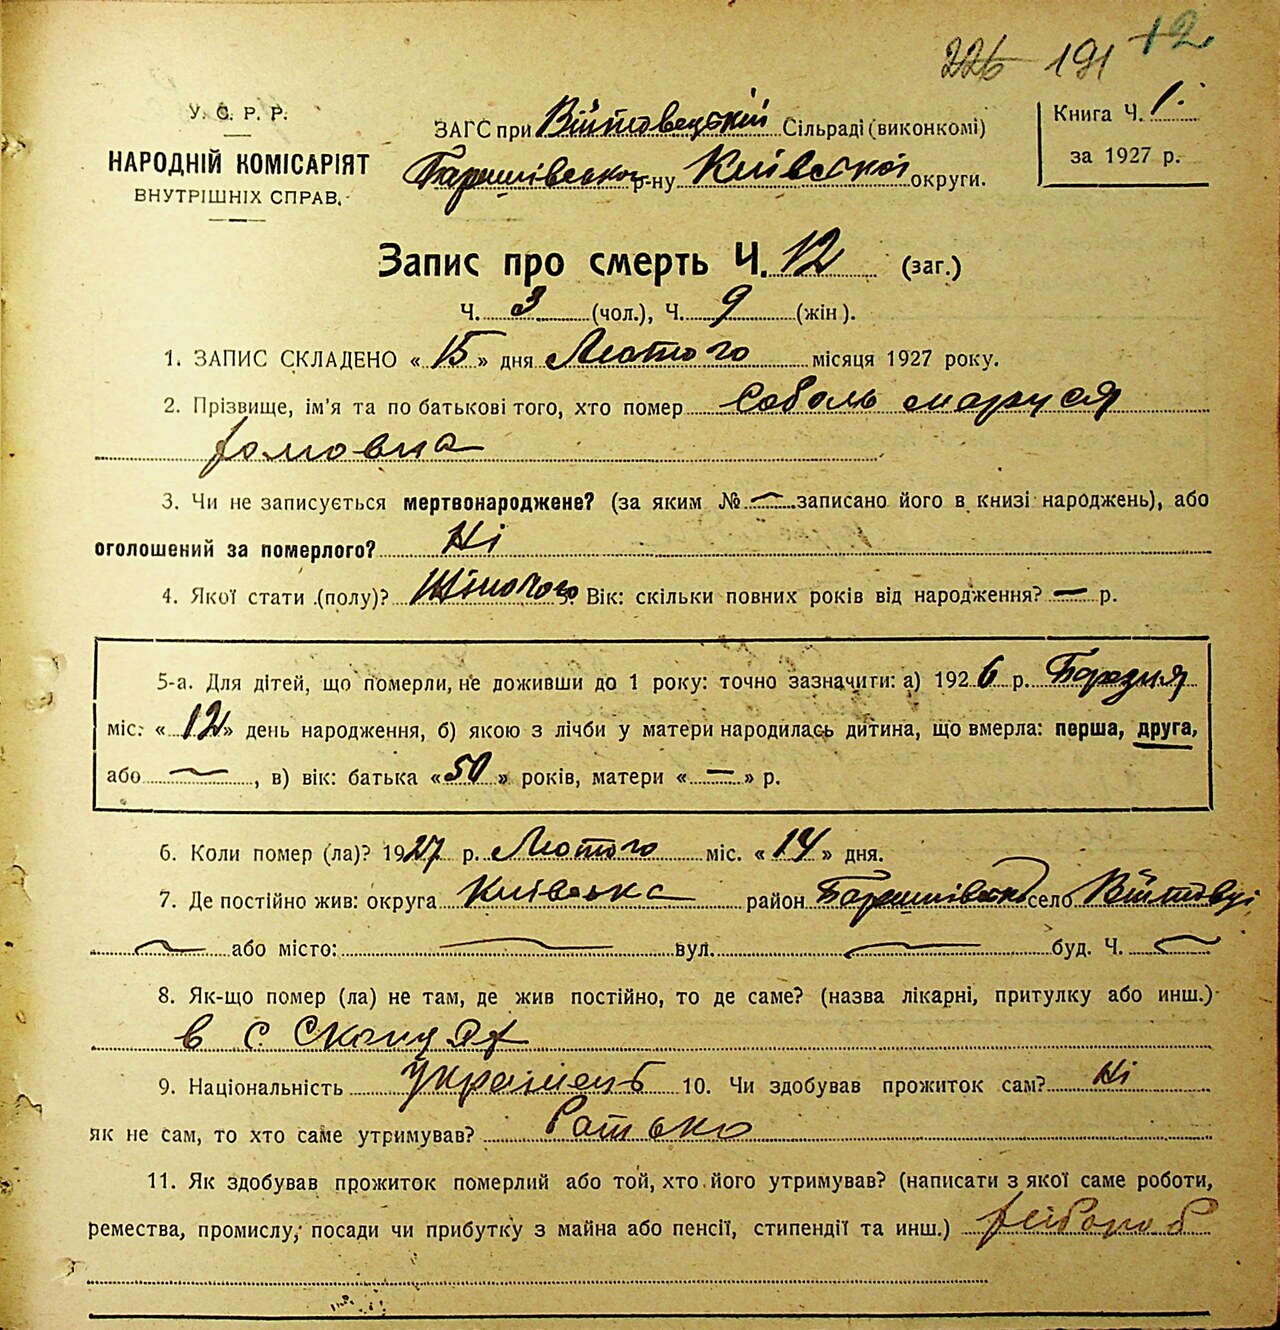 226 191 12
У. С. Р. Р.
НАРОДНІЙ КОМІСАРІЯТ
ВНУТРІШНІХ СПРАВ.
ЗАГС при Війтовецькій Сільраді (виконкомі)
Баришівського р-ну Київської округи.
Книга Ч. 1.
за 1927 р.
Запис про смерть Ч. 12 (заг.)
Ч. 3 (чол.), Ч. 9 (жін).
1. ЗАПИС СКЛАДЕНО « 15 » дня Лютого місяця 1927 року.
2. Прізвище, ім'я та по батькові того, хто помер Соболь маруся
3. Чи не записується мертвонароджене? (за яким № — записано його в книзі народжень), або
оголошений за померлого? Ні
4. Якої стати (полу)? Жіночого 5. Вік: скільки повних років від народження? — р.
5-а. Для дітей, що померли, не доживши до 1 року: точно зазначити: а) 1926 р.
міс. « 12 » день народження, б) якою з лічби у матери народилась дитина, що вмерла: перша, друга,
або —, в) вік: батька « 50 » років, матери « — » р.
6. Коли помер (ла)? 1927 р. Лютого міс. « 14 » дня.
7. Де постійно жив: округа Київська район Баришівський село Війтовці
— або місто: — вул. — буд. Ч. —
8. Як-що помер (ла) не там, де жив постійно, то де саме? (назва лікарні, притулку або инш.)
в с.
9. Національність Українець 10. Чи здобував прожиток сам? Ні
як не сам, то хто саме утримував? Батько
11. Як здобував прожиток померлий або той, хто його утримував? (написати з якої саме роботи,
ремества, промислу, посади чи прибутку з майна або пенсії, стипендії та инш.) хлібороб